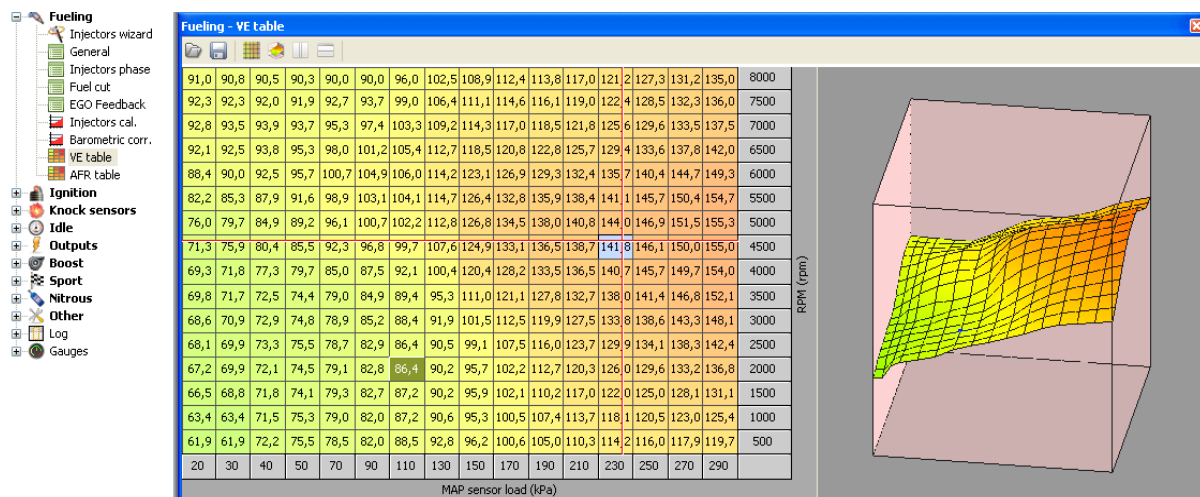 Fueling
Injectors wizard
General
Injectors phase
Fuel cut
EGO Feedback
Injectors cal.
Barometric corr.
VE table
AFR table
Ignition
Knock sensors
Idle
Outputs
Boost
Sport
Nitrous
Other
Log
Gauges
Fueling - VE table
91,0 90,8 90,5 90,3 90,0 90,0 96,0 102,5 108,9 112,4 113,8 117,0 121,2 127,3 131,2 135,0 8000
92,3 92,3 92,0 91,9 92,7 93,7 99,0 106,4 111,1 114,6 116,1 119,0 122,4 128,5 132,3 136,0 7500
92,8 93,5 93,9 93,7 95,3 97,4 103,3 109,2 114,3 117,0 118,5 121,8 125,6 129,6 133,5 137,5 7000
92,1 92,5 93,8 95,3 98,0 101,2 105,4 112,7 118,5 120,8 122,8 125,7 129,4 133,6 137,8 142,0 6500
88,4 90,0 92,5 95,7 100,7 104,9 106,0 114,2 123,1 126,9 129,3 132,4 135,7 140,4 144,7 149,3 6000
82,2 85,3 87,9 91,6 98,9 103,1 104,1 114,7 126,4 132,8 135,9 138,4 141,1 145,7 150,4 154,7 5500
76,0 79,7 84,9 89,2 96,1 100,7 102,2 112,8 126,8 134,5 138,0 140,8 144,0 146,9 151,5 155,3 5000
71,3 75,9 80,4 85,5 92,3 96,8 99,7 107,6 124,9 133,1 136,5 138,7 141,8 146,1 150,0 155,0 4500
69,3 71,8 77,3 79,7 85,0 87,5 92,1 100,4 120,4 128,2 133,5 136,5 140,7 145,7 149,7 154,0 4000
69,8 71,7 72,5 74,4 79,0 84,9 89,4 95,3 111,0 121,1 127,8 132,7 138,0 141,4 146,8 152,1 3500
68,6 70,9 72,9 74,8 78,9 85,2 88,4 91,9 101,5 112,5 119,9 127,5 133,8 138,6 143,3 148,1 3000
68,1 69,9 73,3 75,5 78,7 82,9 86,4 90,5 99,1 107,5 116,0 123,7 129,9 134,1 138,3 142,4 2500
67,2 69,9 72,1 74,5 79,1 82,8 86,4 90,2 95,7 102,2 112,7 120,3 126,0 129,6 133,2 136,8 2000
66,5 68,8 71,8 74,1 79,3 82,7 87,2 90,2 95,9 102,1 110,2 117,0 122,0 125,0 128,1 131,1 1500
63,4 63,4 71,5 75,3 79,0 82,0 87,2 90,6 95,3 100,5 107,4 113,7 118,1 120,5 123,0 125,4 1000
61,9 61,9 72,2 75,5 78,5 82,0 88,5 92,8 96,2 100,6 105,0 110,3 114,2 116,0 117,9 119,7 500
20 30 40 50 70 90 110 130 150 170 190 210 230 250 270 290
MAP sensor load (kPa)
RPM (rpm)